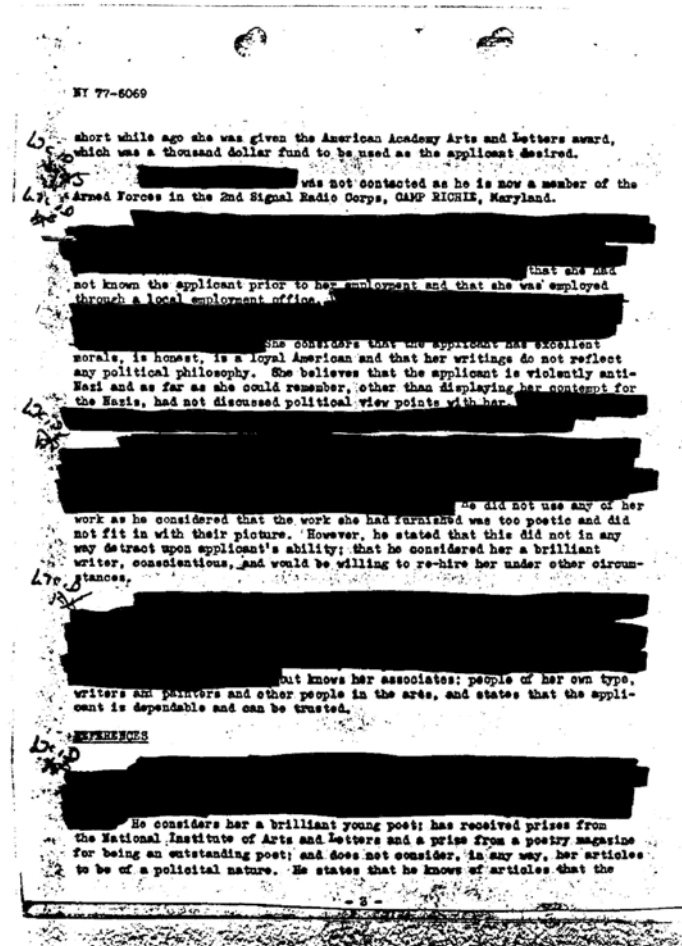 NY 77-6069
short while ago she was given the American Academy Arts and Letters award,
which was a thousand dollar fund to be used as the applicant desired.
was not contacted as he is now a member of the
Armed Forces in the 2nd Signal Radio Corps, CAMP RICHIE, Maryland.
that she had
not known the applicant prior to her employment and that she was employed
through a local employment office.
She considers that the applicant has excellent
morals, is honest, is a loyal American and that her writings do not reflect
any political philosophy. She believes that the applicant is violently anti-
Nazi and as far as she could remember, other than displaying her contempt for
the Nazis, had not discussed political view points with her.
He did not use any of her
work as he considered that the work she had furnished was too poetic and did
not fit in with their picture. However, he stated that this did not in any
way detract upon applicant's ability; that he considered her a brilliant
writer, conscientious, and would be willing to re-hire her under other circum-
stances.
but knows her associates; people of her own type,
writers and painters and other people in the arts, and states that the appli-
cant is dependable and can be trusted.
REFERENCES
He considers her a brilliant young poet; has received prizes from
the National Institute of Arts and Letters and a prize from a poetry magazine
for being an outstanding poet; and does not consider, in any way, her articles
to be of a policital nature. He states that he knows of articles that the
- 3 -